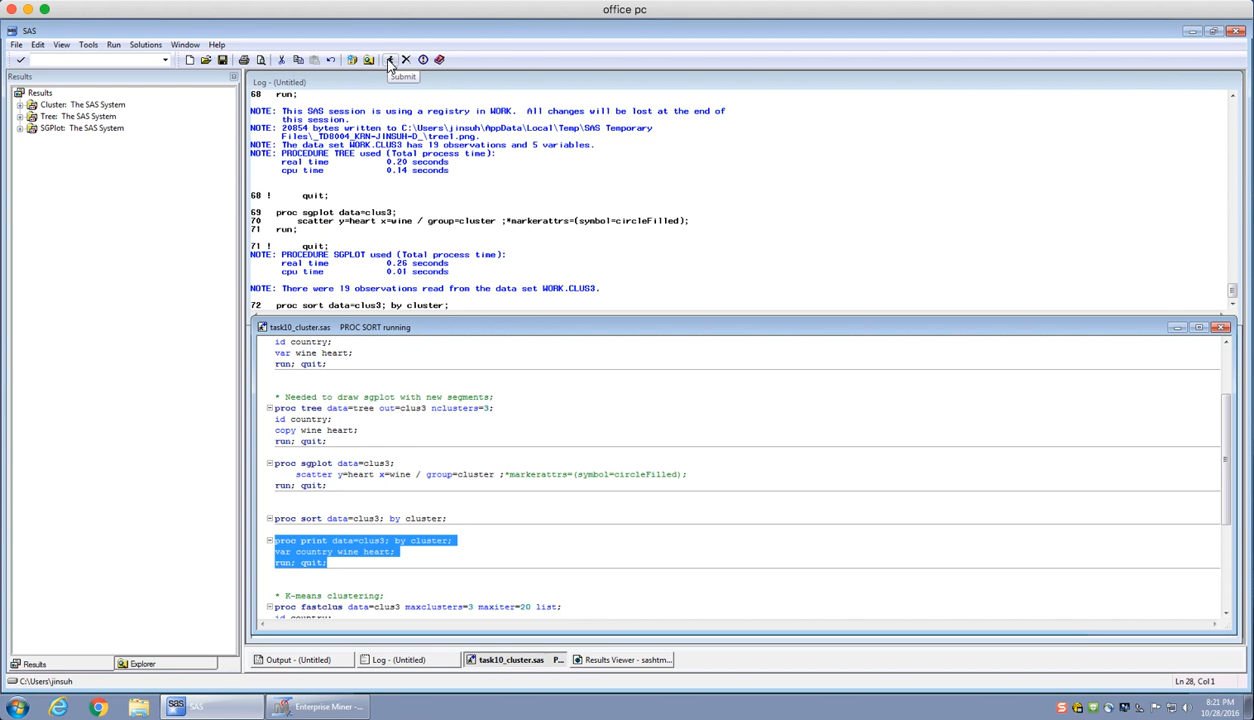 office pc
SAS
File Edit View Tools Run Solutions Window Help
Submit
Results
Results
Cluster: The SAS System
Tree: The SAS System
SGPlot: The SAS System
Log - (Untitled)
68 run;
NOTE: This SAS session is using a registry in WORK. All changes will be lost at the end of
this session.
NOTE: 20854 bytes written to C:\Users\jinsuh\AppData\Local\Temp\SAS Temporary
Files\_TD8004_KRN-JINSUH-D_\tree1.png.
NOTE: The data set WORK.CLUS3 has 19 observations and 5 variables.
NOTE: PROCEDURE TREE used (Total process time):
real time 0.20 seconds
cpu time 0.14 seconds
68 ! quit;
69 proc sgplot data=clus3;
70 scatter y=heart x=wine / group=cluster ;*markerattrs=(symbol=circleFilled);
71 run;
71 ! quit;
NOTE: PROCEDURE SGPLOT used (Total process time):
real time 0.26 seconds
cpu time 0.01 seconds
NOTE: There were 19 observations read from the data set WORK.CLUS3.
72 proc sort data=clus3; by cluster;
task10_cluster.sas PROC SORT running
id country;
var wine heart;
run; quit;
* Needed to draw sgplot with new segments;
proc tree data=tree out=clus3 nclusters=3;
id country;
copy wine heart;
run; quit;
proc sgplot data=clus3;
scatter y=heart x=wine / group=cluster ;*markerattrs=(symbol=circleFilled);
run; quit;
proc sort data=clus3; by cluster;
proc print data=clus3; by cluster;
var country wine heart;
run; quit;
* K-means clustering;
proc fastclus data=clus3 maxclusters=3 maxiter=20 list;
id country;
Results Explorer
Output - (Untitled) Log - (Untitled) task10_cluster.sas P... Results Viewer - sashtm...
C:\Users\jinsuh
Ln 28, Col 1
SAS
Enterprise Miner - ...
8:21 PM
10/28/2016